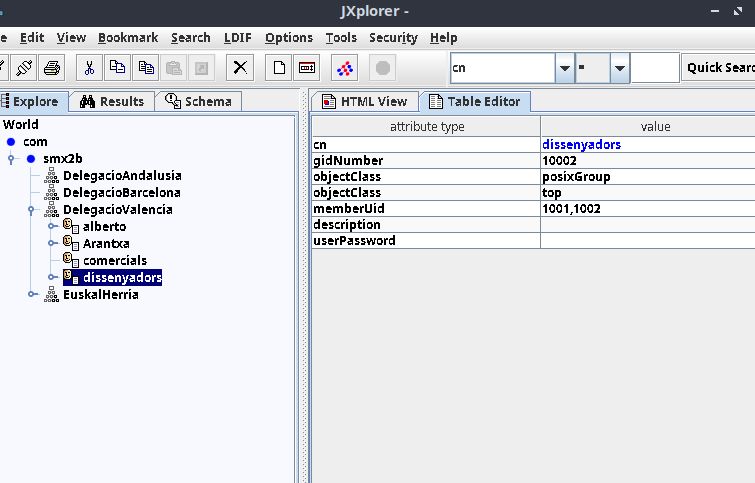 JXplorer -
e Edit View Bookmark Search LDIF Options Tools Security Help
cn = Quick Sear
Explore Results Schema
HTML View Table Editor
World
com
smx2b
DelegacioAndalusia
DelegacioBarcelona
DelegacioValencia
alberto
Arantxa
comercials
dissenyadors
EuskalHerria
attribute type value
cn dissenyadors
gidNumber 10002
objectClass posixGroup
objectClass top
memberUid 1001,1002
description
userPassword